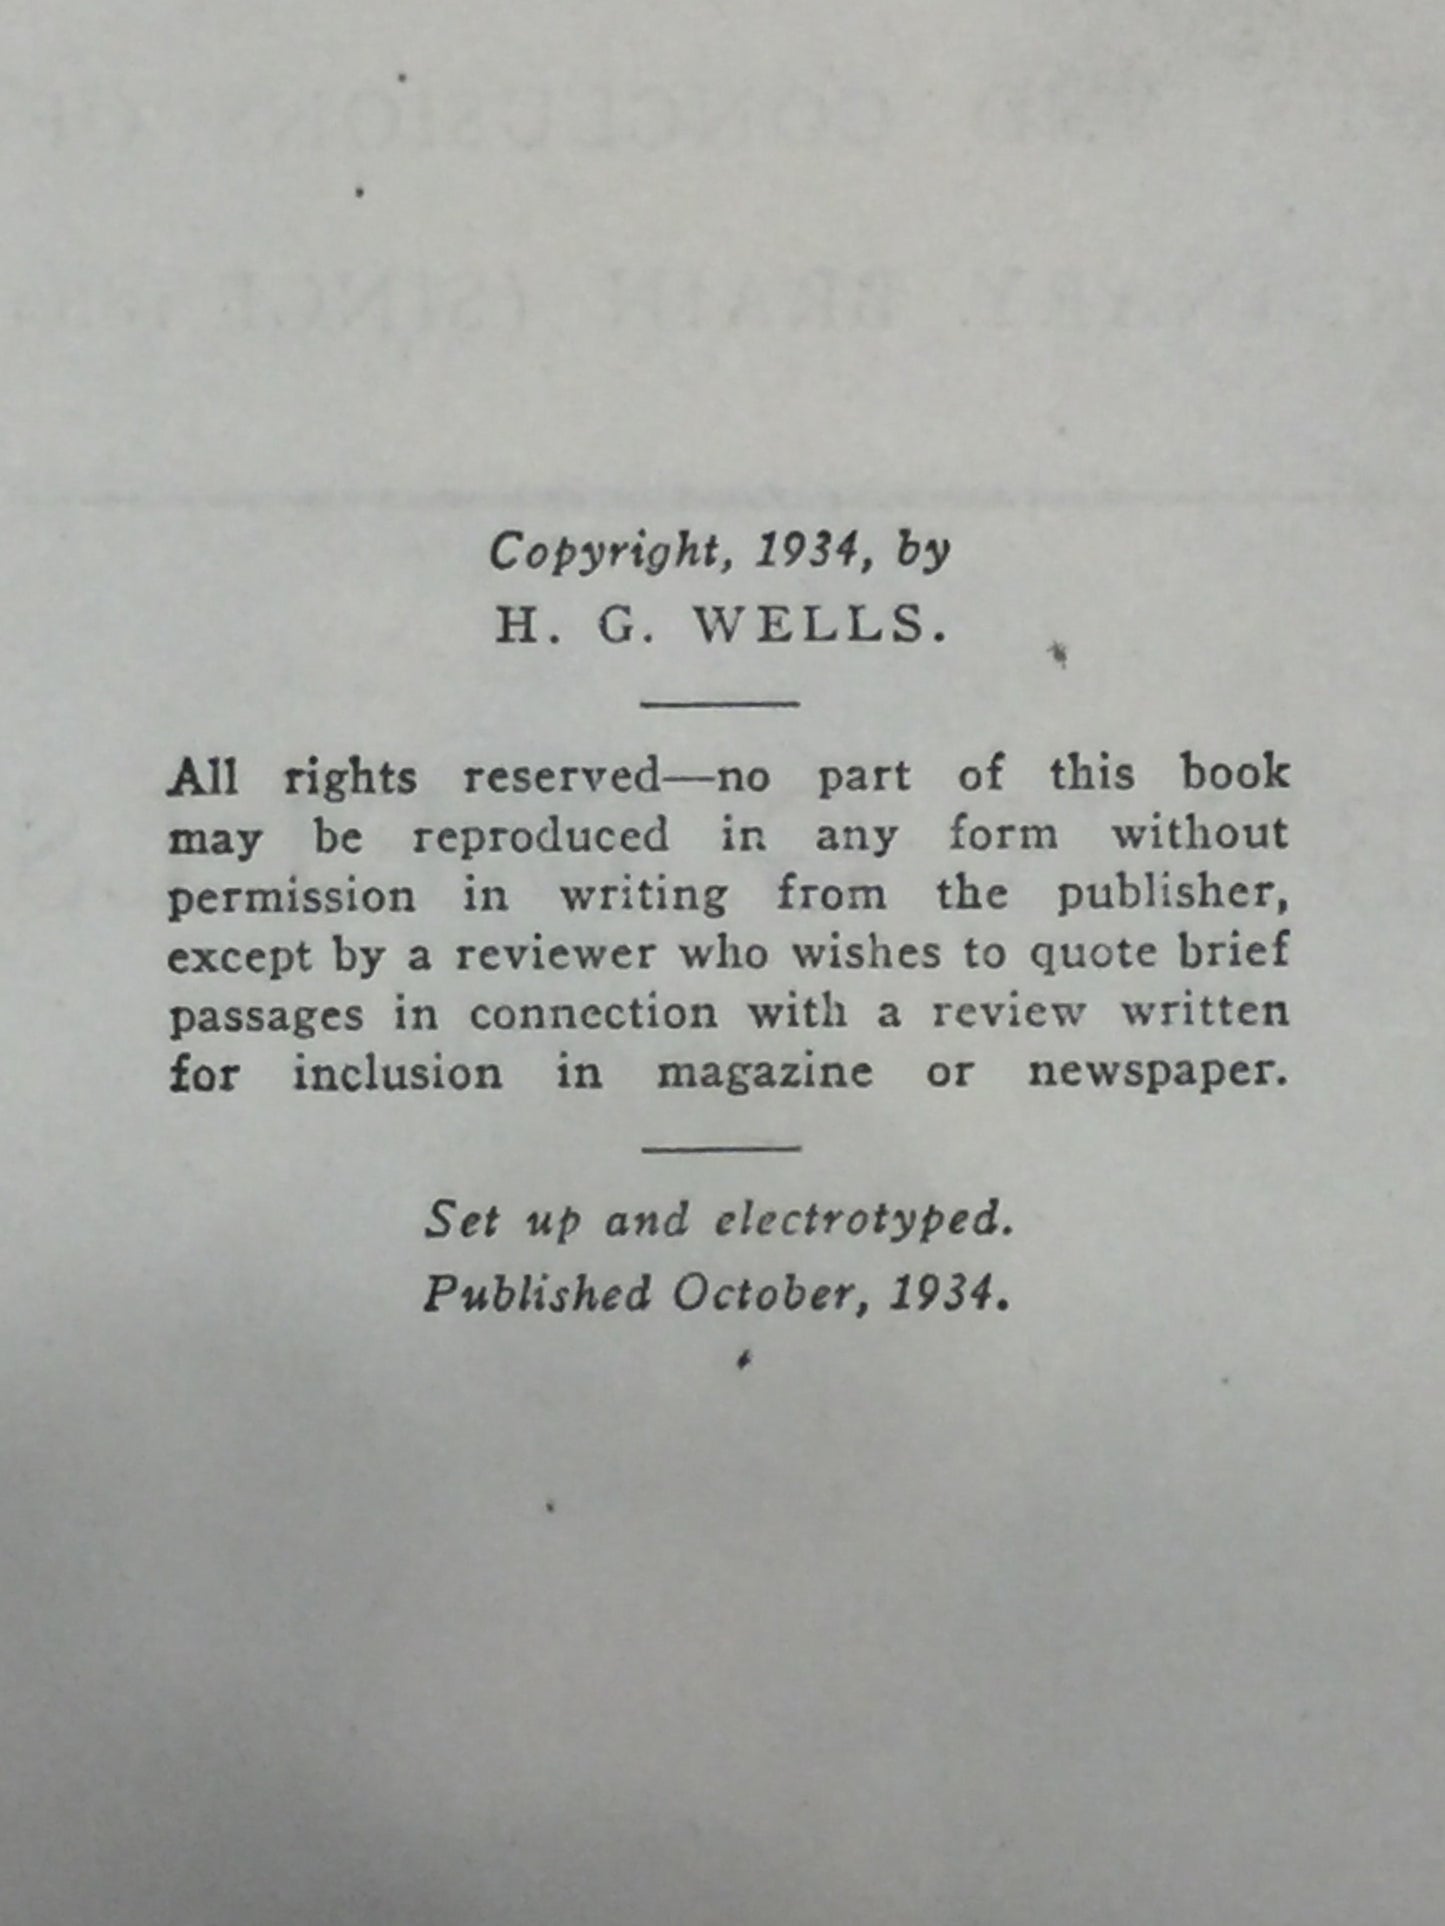 Copyright, 1934, by
H. G. WELLS.
All rights reserved—no part of this book
may be reproduced in any form without
permission in writing from the publisher,
except by a reviewer who wishes to quote brief
passages in connection with a review written
for inclusion in magazine or newspaper.
Set up and electrotyped.
Published October, 1934.